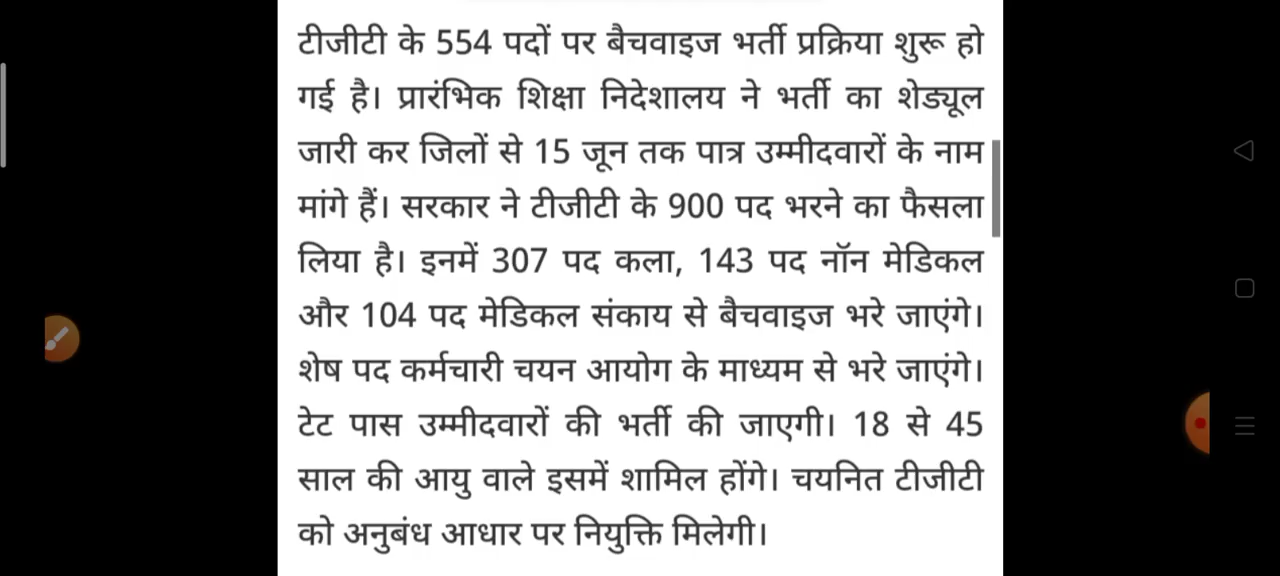 टीजीटी के 554 पदों पर बैचवाइज भर्ती प्रक्रिया शुरू हो
गई है। प्रारंभिक शिक्षा निदेशालय ने भर्ती का शेड्यूल
जारी कर जिलों से 15 जून तक पात्र उम्मीदवारों के नाम
मांगे हैं। सरकार ने टीजीटी के 900 पद भरने का फैसला
लिया है। इनमें 307 पद कला, 143 पद नॉन मेडिकल
और 104 पद मेडिकल संकाय से बैचवाइज भरे जाएंगे।
शेष पद कर्मचारी चयन आयोग के माध्यम से भरे जाएंगे।
टेट पास उम्मीदवारों की भर्ती की जाएगी। 18 से 45
साल की आयु वाले इसमें शामिल होंगे। चयनित टीजीटी
को अनुबंध आधार पर नियुक्ति मिलेगी।